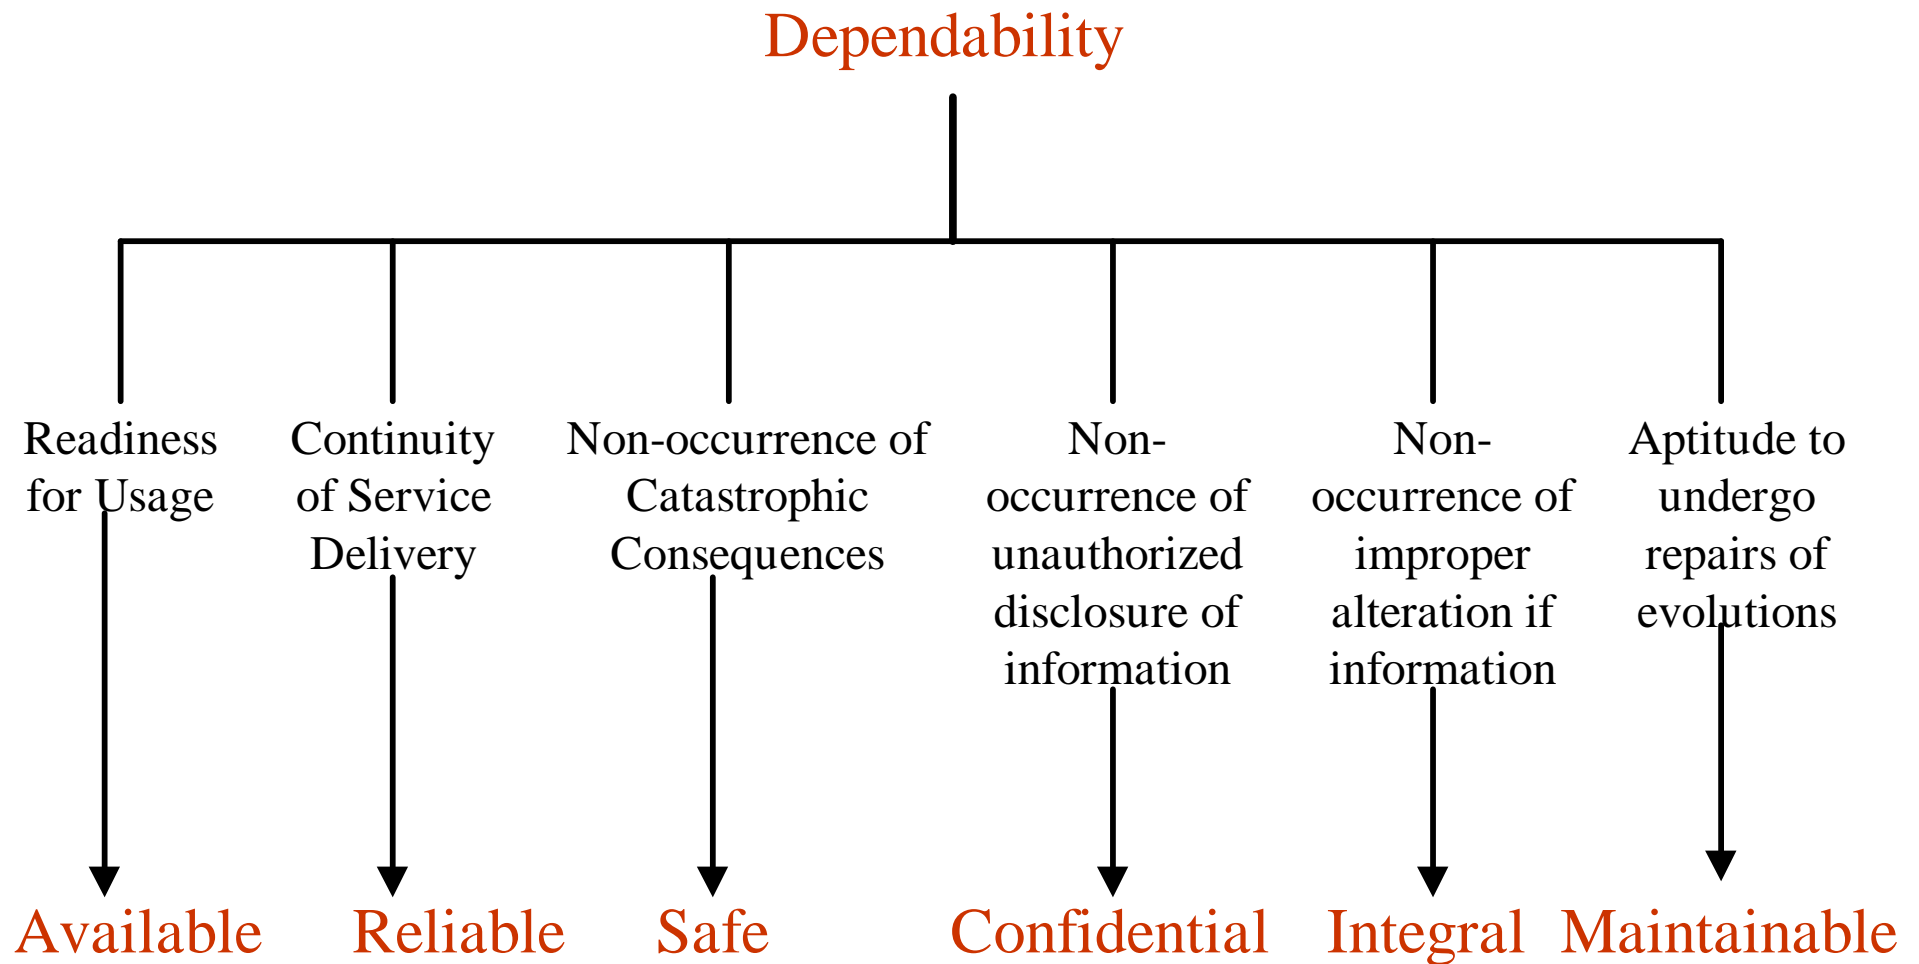 Dependability
Readiness
for Usage
Continuity
of Service
Delivery
Non-occurrence of
Catastrophic
Consequences
Non-
occurrence of
unauthorized
disclosure of
information
Non-
occurrence of
improper
alteration if
information
Aptitude to
undergo
repairs of
evolutions
Available
Reliable
Safe
Confidential
Integral
Maintainable